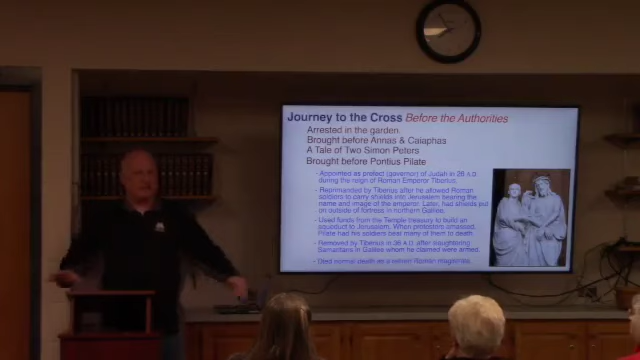 Journey to the Cross Before the Authorities
Arrested in the garden.
Brought before Annas & Caiaphas
A Tale of Two Simon Peters
Brought before Pontius Pilate
- Appointed as prefect (governor) of Judah in 26 A.D.
during the reign of Roman Emperor Tiberius.
- Reprimanded by Tiberius after he allowed Roman
soldiers to carry shields into Jerusalem bearing the
name and image of the emperor. Later, had shields put
on outside of fortress in northern Galilee.
- Used funds from the Temple treasury to build an
aqueduct to Jerusalem. When protesters amassed,
Pilate had his soldiers beat many of them to death.
- Removed by Tiberius in 36 A.D. after slaughtering
Samaritans in Galilee whom he claimed were armed.
- Died normal death as a Roman magistrate.